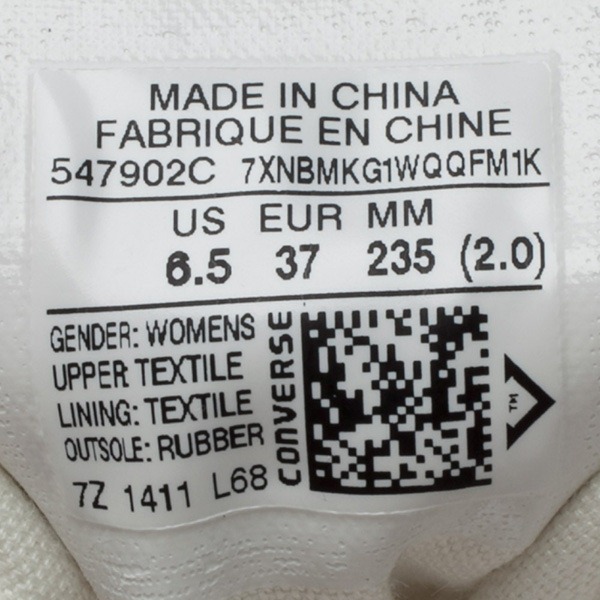 MADE IN CHINA
FABRIQUE EN CHINE
547902C 7XNBMKG1WQQFM1K
US EUR MM
6.5 37 235 (2.0)
GENDER: WOMENS
UPPER TEXTILE
LINING: TEXTILE
OUTSOLE: RUBBER
7Z 1411 L68
CONVERSE
TM